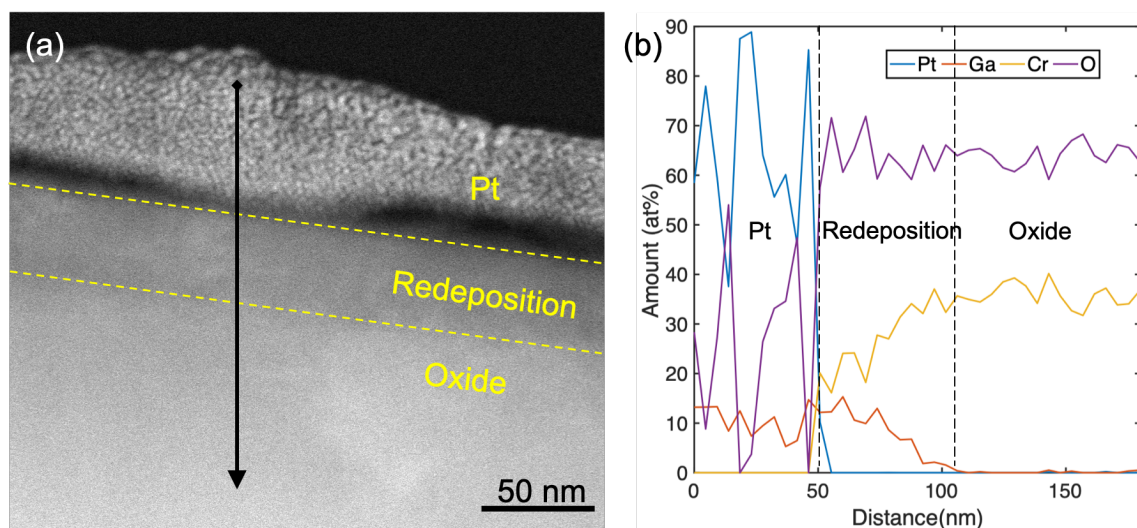 (a)
Pt
Redeposition
Oxide
50 nm
(b)
90
80
70
60
50
40
30
20
10
0
Amount (at%)
Pt Ga Cr O
Pt Redeposition Oxide
0 50 100 150
Distance(nm)